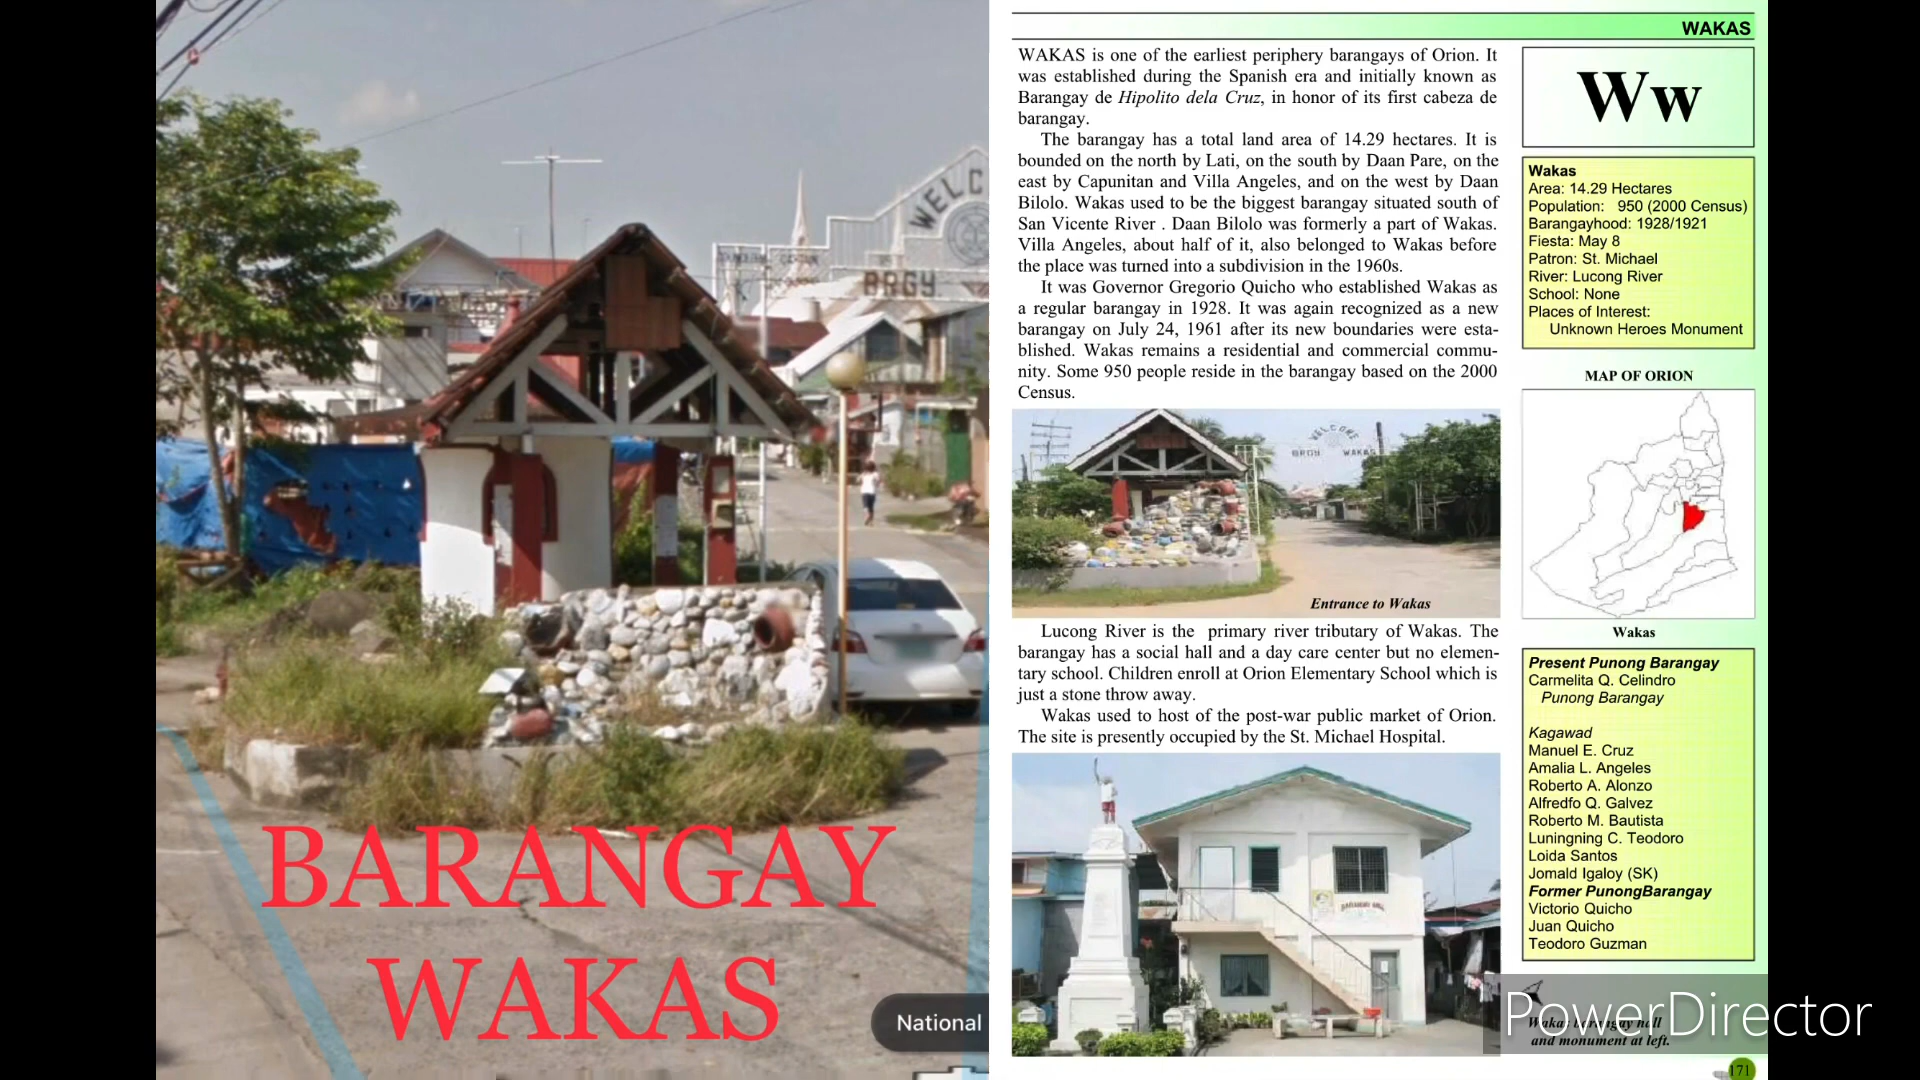 WELC
BRGY
BARANGAY
WAKAS
National
WAKAS
WAKAS is one of the earliest periphery barangays of Orion. It
was established during the Spanish era and initially known as
Barangay de Hipolito dela Cruz, in honor of its first cabeza de
barangay.
The barangay has a total land area of 14.29 hectares. It is
bounded on the north by Lati, on the south by Daan Pare, on the
east by Capunitan and Villa Angeles, and on the west by Daan
Bilolo. Wakas used to be the biggest barangay situated south of
San Vicente River . Daan Bilolo was formerly a part of Wakas.
Villa Angeles, about half of it, also belonged to Wakas before
the place was turned into a subdivision in the 1960s.
It was Governor Gregorio Quicho who established Wakas as
a regular barangay in 1928. It was again recognized as a new
barangay on July 24, 1961 after its new boundaries were esta-
blished. Wakas remains a residential and commercial commu-
nity. Some 950 people reside in the barangay based on the 2000
Census.
WELCOME
BRGY WAKAS
Entrance to Wakas
Lucong River is the primary river tributary of Wakas. The
barangay has a social hall and a day care center but no elemen-
tary school. Children enroll at Orion Elementary School which is
just a stone throw away.
Wakas used to host of the post-war public market of Orion.
The site is presently occupied by the St. Michael Hospital.
BARANGAY HALL
Ww
Wakas
Area: 14.29 Hectares
Population: 950 (2000 Census)
Barangayhood: 1928/1921
Fiesta: May 8
Patron: St. Michael
River: Lucong River
School: None
Places of Interest:
Unknown Heroes Monument
MAP OF ORION
Wakas
Present Punong Barangay
Carmelita Q. Celindro
Punong Barangay
Kagawad
Manuel E. Cruz
Amalia L. Angeles
Roberto A. Alonzo
Alfredfo Q. Galvez
Roberto M. Bautista
Luningning C. Teodoro
Loida Santos
Jomald Igaloy (SK)
Former PunongBarangay
Victorio Quicho
Juan Quicho
Teodoro Guzman
PowerDirector
Wakas barangay hall
and monument at left.
171